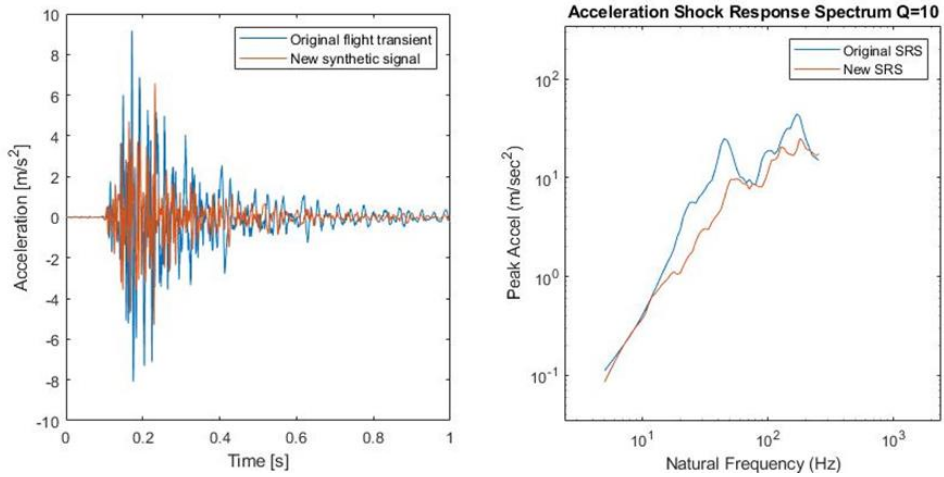 10
8
6
4
2
0
-2
-4
-6
-8
-10
0
0.2
0.4
0.6
0.8
1
Acceleration [m/s²]
Time [s]
Original flight transient
New synthetic signal
Acceleration Shock Response Spectrum Q=10
Original SRS
New SRS
10²
10¹
10⁰
10⁻¹
10¹
10²
10³
Peak Accel (m/sec²)
Natural Frequency (Hz)